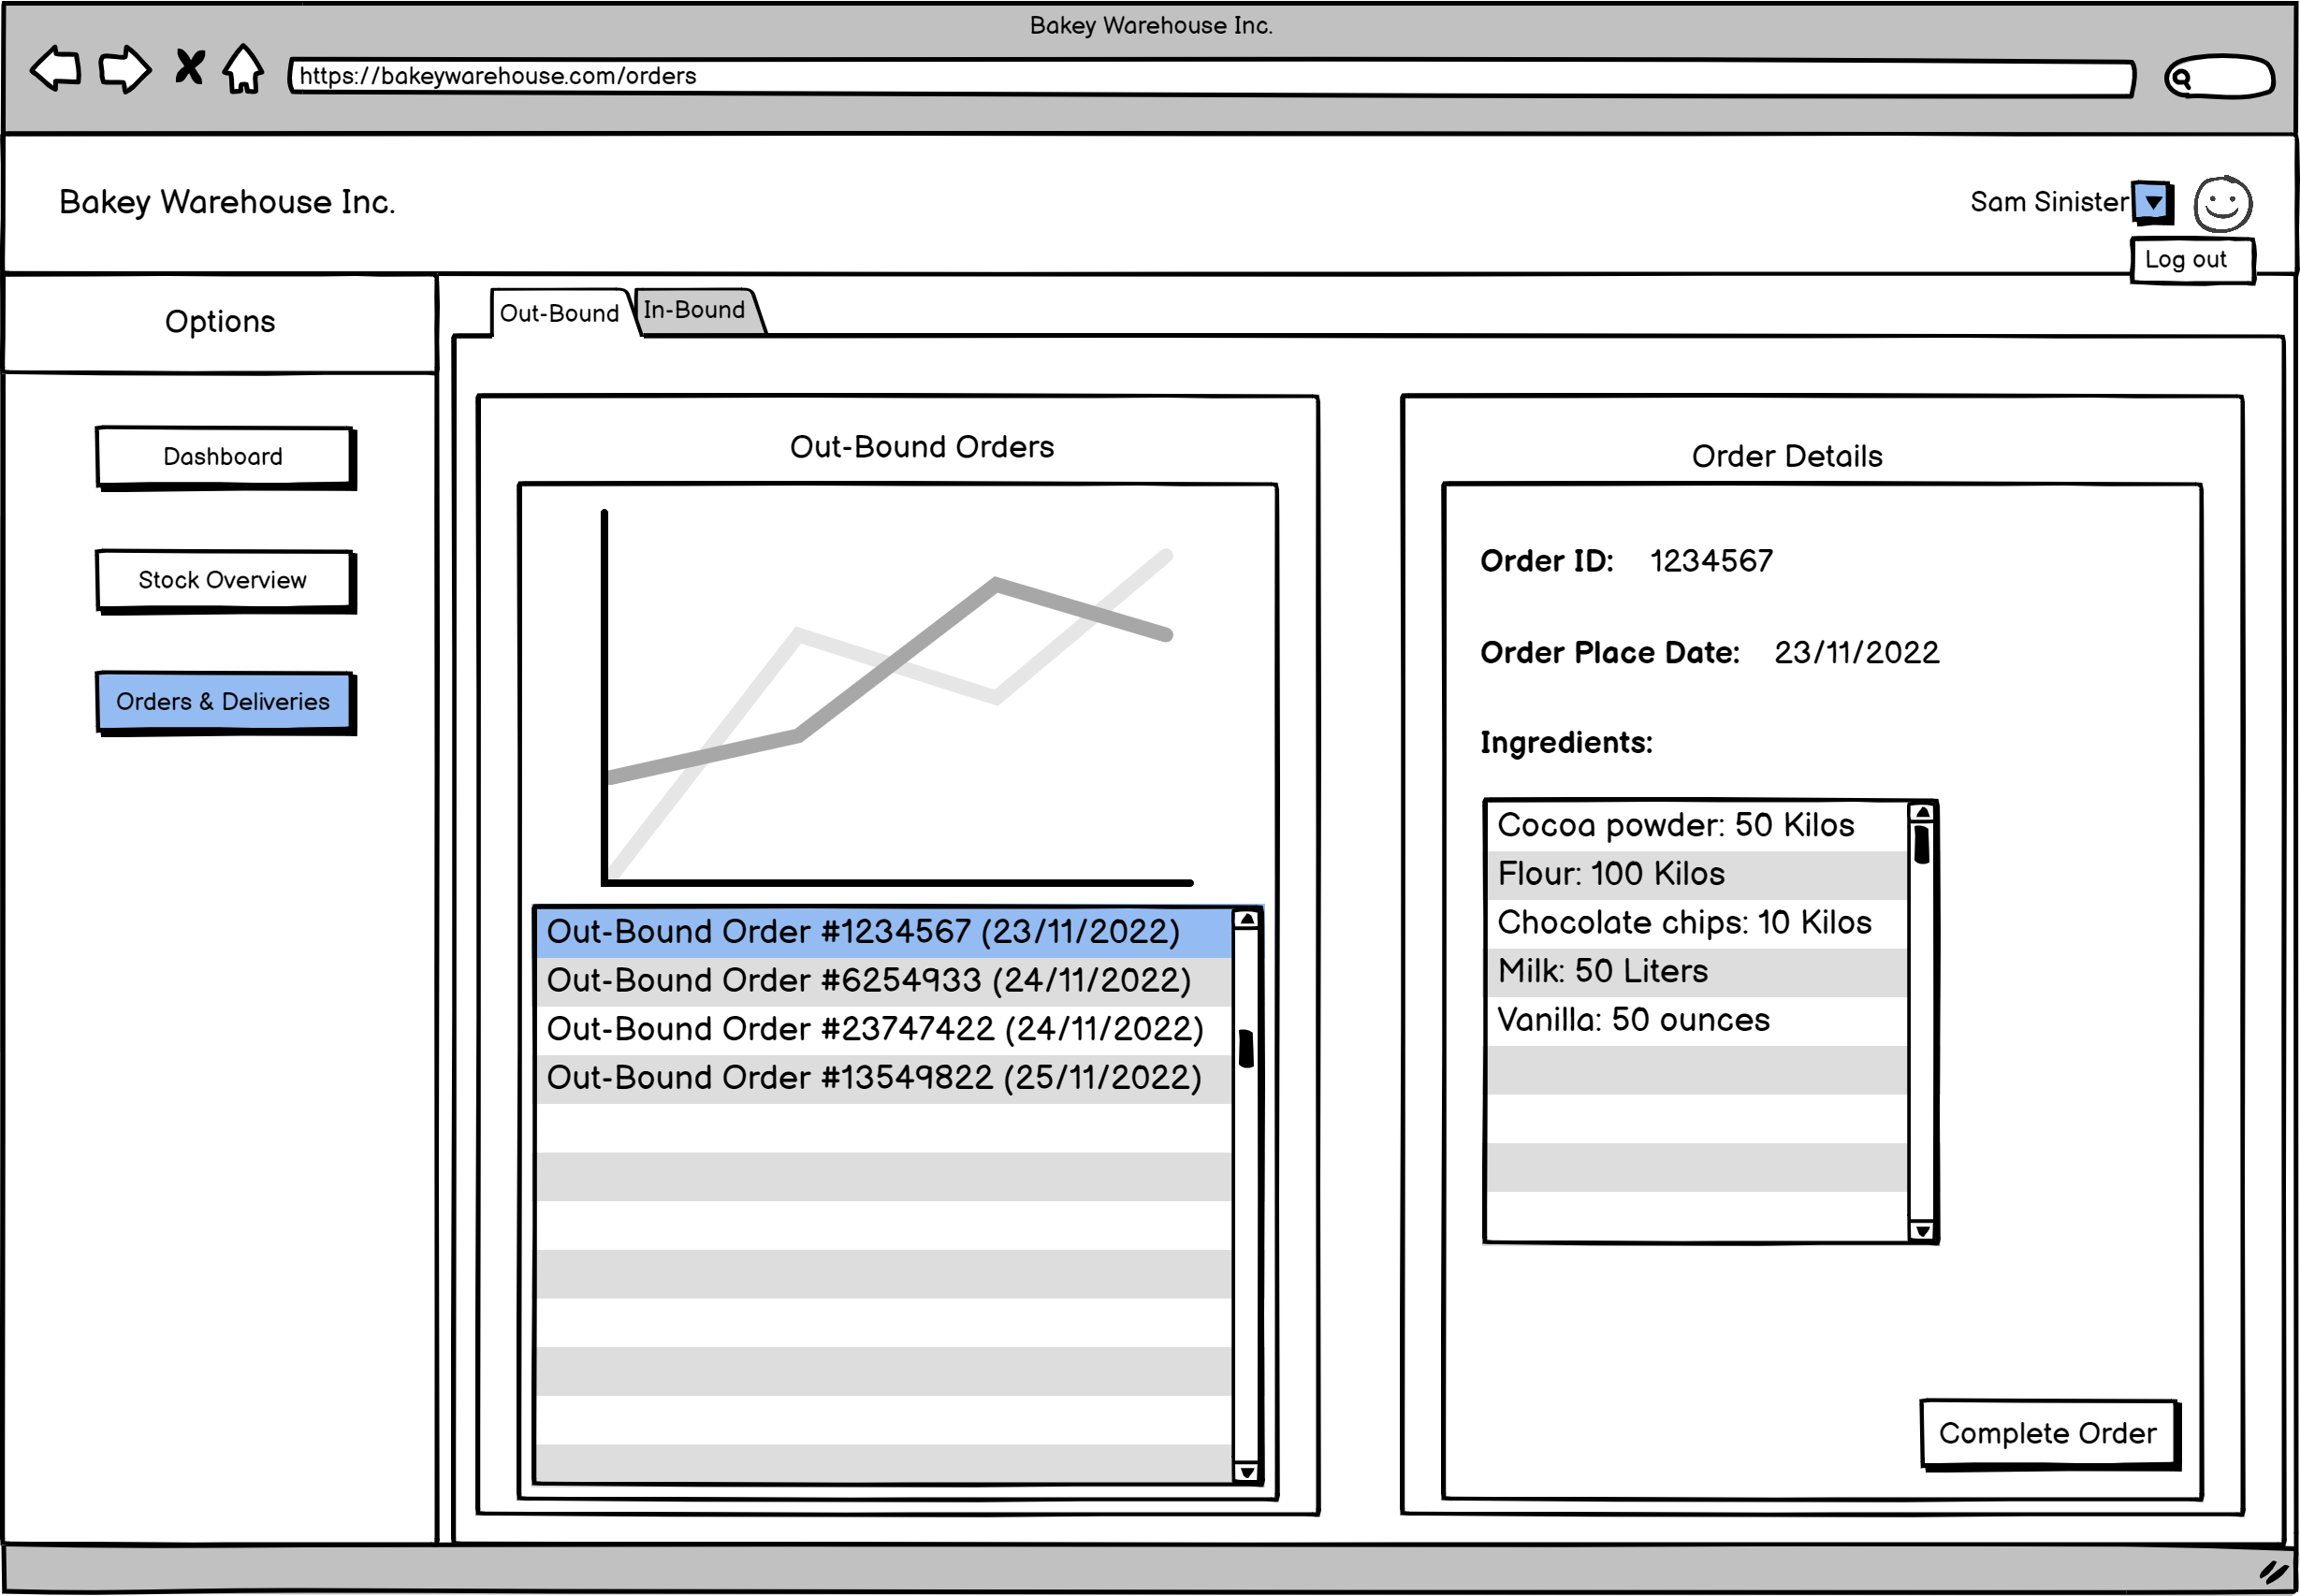 Bakey Warehouse Inc.
https://bakeywarehouse.com/orders
Bakey Warehouse Inc.
Sam Sinister
Log out
Options
Dashboard
Stock Overview
Orders & Deliveries
Out-Bound
In-Bound
Out-Bound Orders
Out-Bound Order #1234567 (23/11/2022)
Out-Bound Order #6254933 (24/11/2022)
Out-Bound Order #23747422 (24/11/2022)
Out-Bound Order #13549822 (25/11/2022)
Order Details
Order ID: 1234567
Order Place Date: 23/11/2022
Ingredients:
Cocoa powder: 50 Kilos
Flour: 100 Kilos
Chocolate chips: 10 Kilos
Milk: 50 Liters
Vanilla: 50 ounces
Complete Order